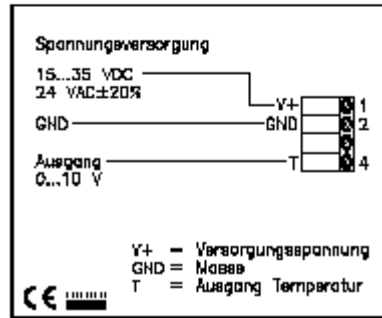 Spannungsversorgung
15...35 VDC
24 VAC±20%
V+ 1
GND GND 2
Ausgang T 4
0...10 V
V+ = Versorgungsspannung
GND = Masse
T = Ausgang Temperatur
CE